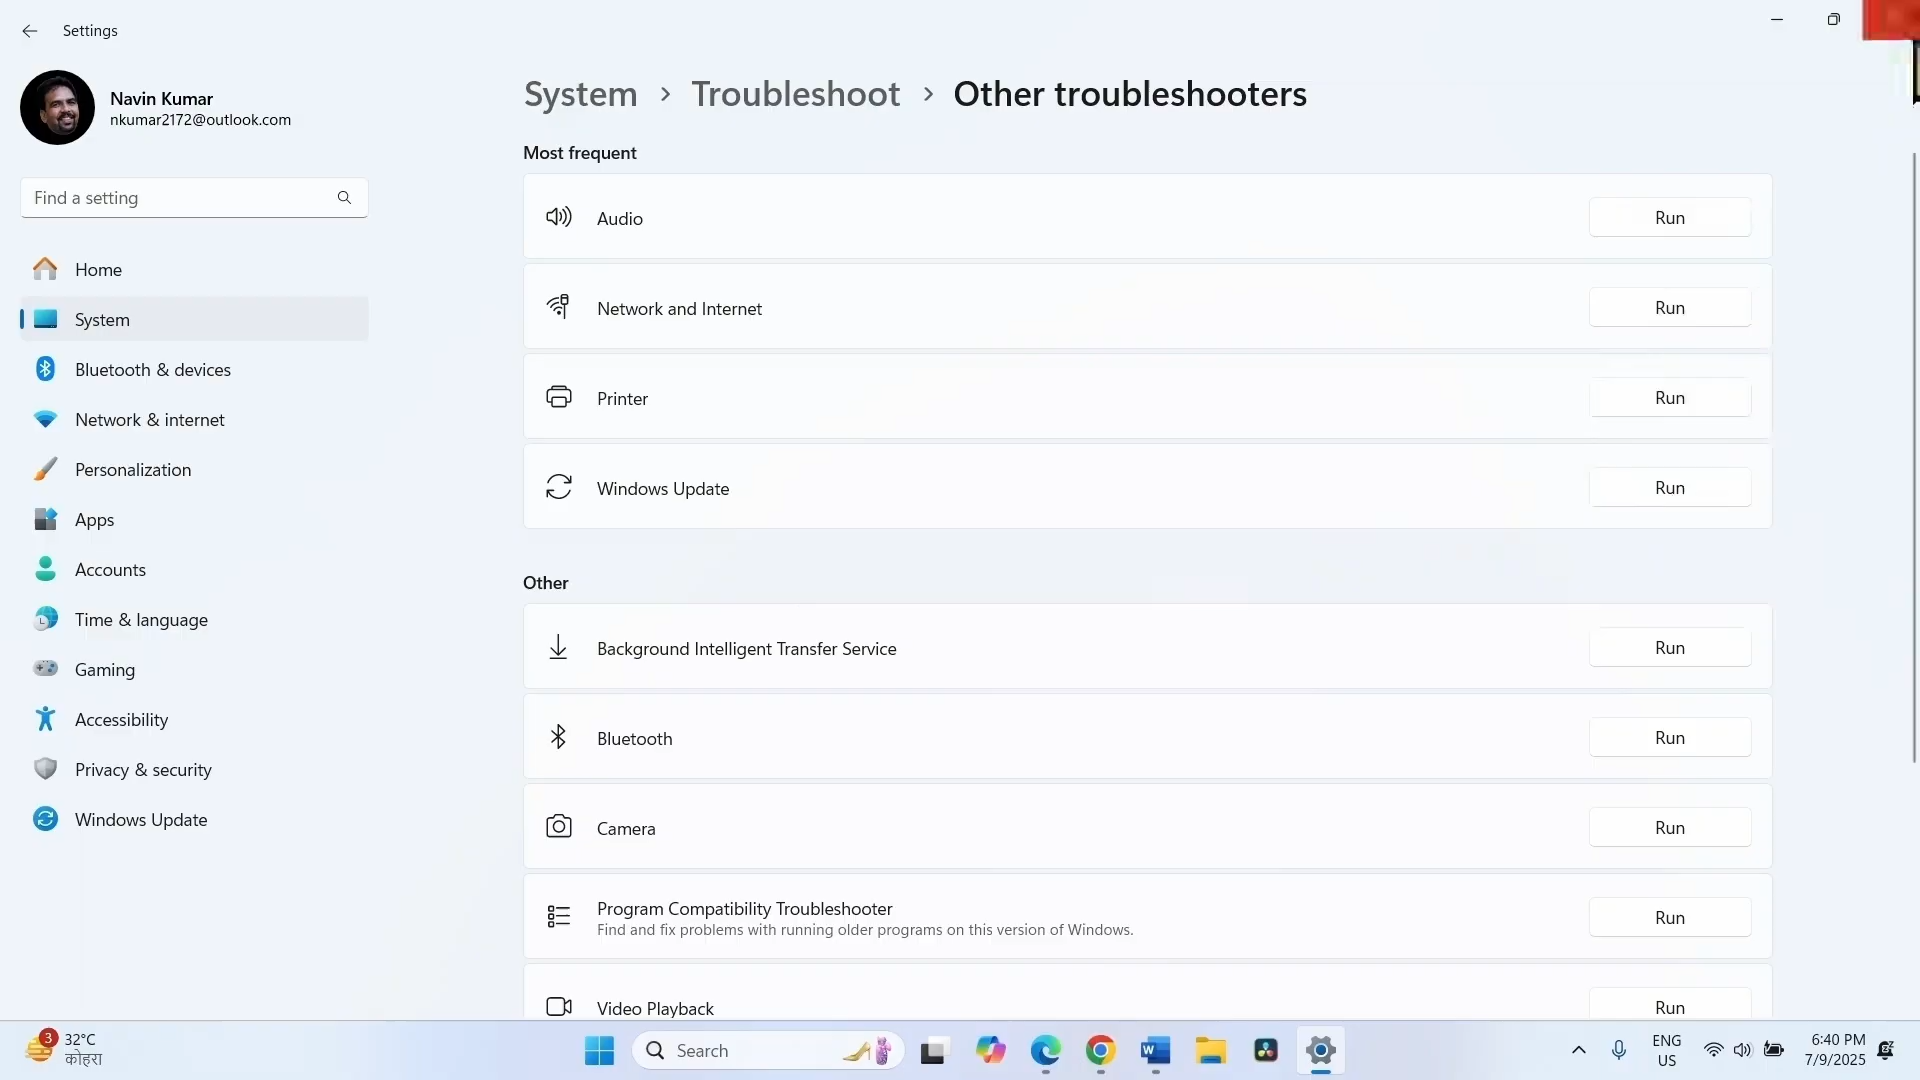 Settings
Navin Kumar
nkumar2172@outlook.com
Find a setting
Home
System
Bluetooth & devices
Network & internet
Personalization
Apps
Accounts
Time & language
Gaming
Accessibility
Privacy & security
Windows Update
System > Troubleshoot > Other troubleshooters
Most frequent
Audio Run
Network and Internet Run
Printer Run
Windows Update Run
Other
Background Intelligent Transfer Service Run
Bluetooth Run
Camera Run
Program Compatibility Troubleshooter
Find and fix problems with running older programs on this version of Windows.
Run
Video Playback Run
3
32°C
कोहरा
Search
W
ENG
US
6:40 PM
7/9/2025